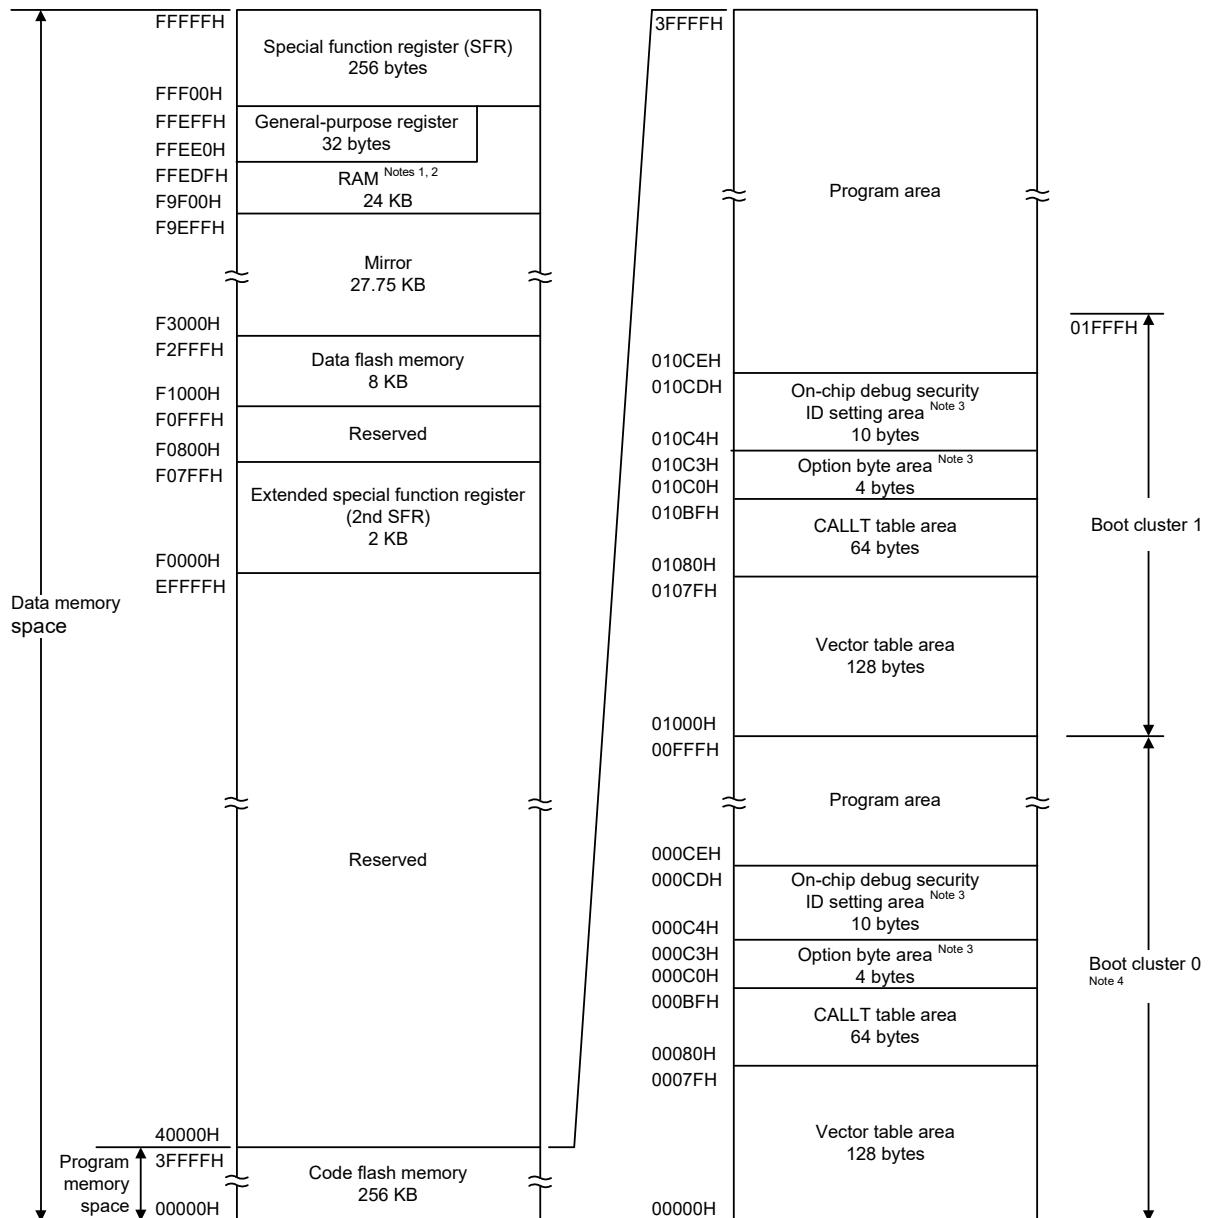 FFFFFH
Special function register (SFR)
256 bytes
FFF00H
FFEFFH
General-purpose register
32 bytes
FFEE0H
FFEDFH
RAM Notes 1, 2
24 KB
F9F00H
F9EFFH
Mirror
27.75 KB
F3000H
F2FFFH
Data flash memory
8 KB
F1000H
F0FFFH
Reserved
F0800H
F07FFH
Extended special function register
(2nd SFR)
2 KB
F0000H
EFFFFH
Data memory
space
Reserved
40000H
3FFFFH
Program
memory
space
Code flash memory
256 KB
00000H
3FFFFH
Program area
01FFFH
010CEH
010CDH
On-chip debug security
ID setting area Note 3
10 bytes
010C4H
010C3H
Option byte area Note 3
4 bytes
010C0H
010BFH
CALLT table area
64 bytes
Boot cluster 1
01080H
0107FH
Vector table area
128 bytes
01000H
00FFFH
Program area
000CEH
000CDH
On-chip debug security
ID setting area Note 3
10 bytes
000C4H
000C3H
Option byte area Note 3
4 bytes
000C0H
Boot cluster 0
Note 4
000BFH
CALLT table area
64 bytes
00080H
0007FH
Vector table area
128 bytes
00000H